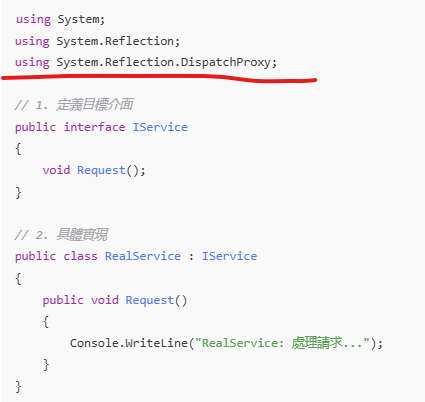 using System;
using System.Reflection;
using System.Reflection.DispatchProxy;
// 1. 定義目標介面
public interface IService
{
void Request();
}
// 2. 具體實現
public class RealService : IService
{
public void Request()
{
Console.WriteLine("RealService: 處理請求...");
}
}